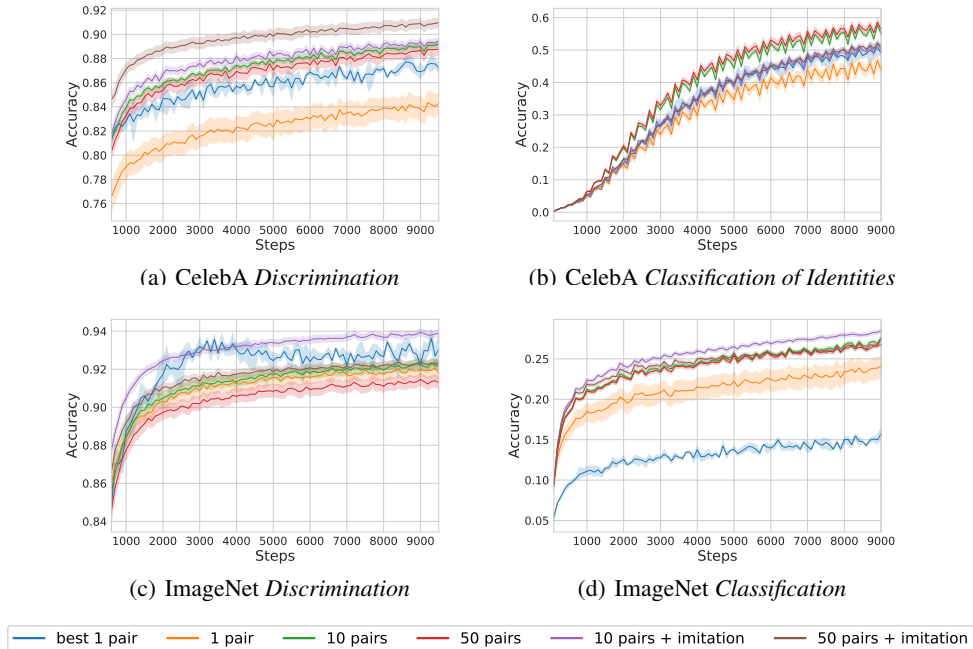 0.92
0.90
0.88
0.86
0.84
0.82
0.80
0.78
0.76
Accuracy
1000 2000 3000 4000 5000 6000 7000 8000 9000
Steps
(a) CelebA Discrimination
0.6
0.5
0.4
0.3
0.2
0.1
0.0
Accuracy
1000 2000 3000 4000 5000 6000 7000 8000 9000
Steps
(b) CelebA Classification of Identities
0.94
0.92
0.90
0.88
0.86
0.84
Accuracy
1000 2000 3000 4000 5000 6000 7000 8000 9000
Steps
(c) ImageNet Discrimination
0.25
0.20
0.15
0.10
0.05
Accuracy
1000 2000 3000 4000 5000 6000 7000 8000 9000
Steps
(d) ImageNet Classification
best 1 pair 1 pair 10 pairs 50 pairs 10 pairs + imitation 50 pairs + imitation